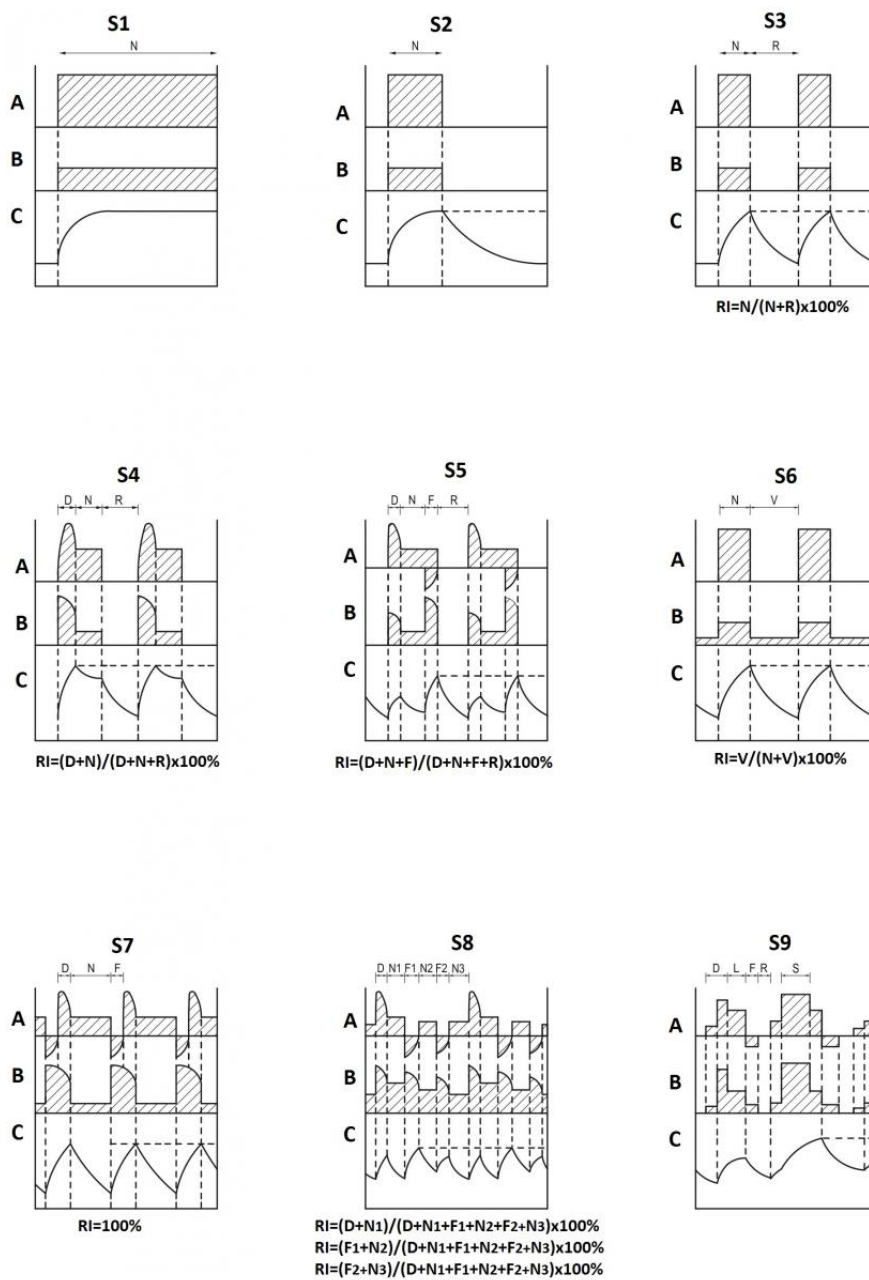 S1 S2 S3
N N N R
A A A
B B B
C C C
RI=N/(N+R)x100%
S4 S5 S6
D N R D N F R N V
A A A
B B B
C C C
RI=(D+N)/(D+N+R)x100% RI=(D+N+F)/(D+N+F+R)x100% RI=V/(N+V)x100%
S7 S8 S9
D N F D N1 F1 N2 F2 N3 D L F R S
A A A
B B B
C C C
RI=100% RI=(D+N1)/(D+N1+F1+N2+F2+N3)x100%
RI=(F1+N2)/(D+N1+F1+N2+F2+N3)x100%
RI=(F2+N3)/(D+N1+F1+N2+F2+N3)x100%